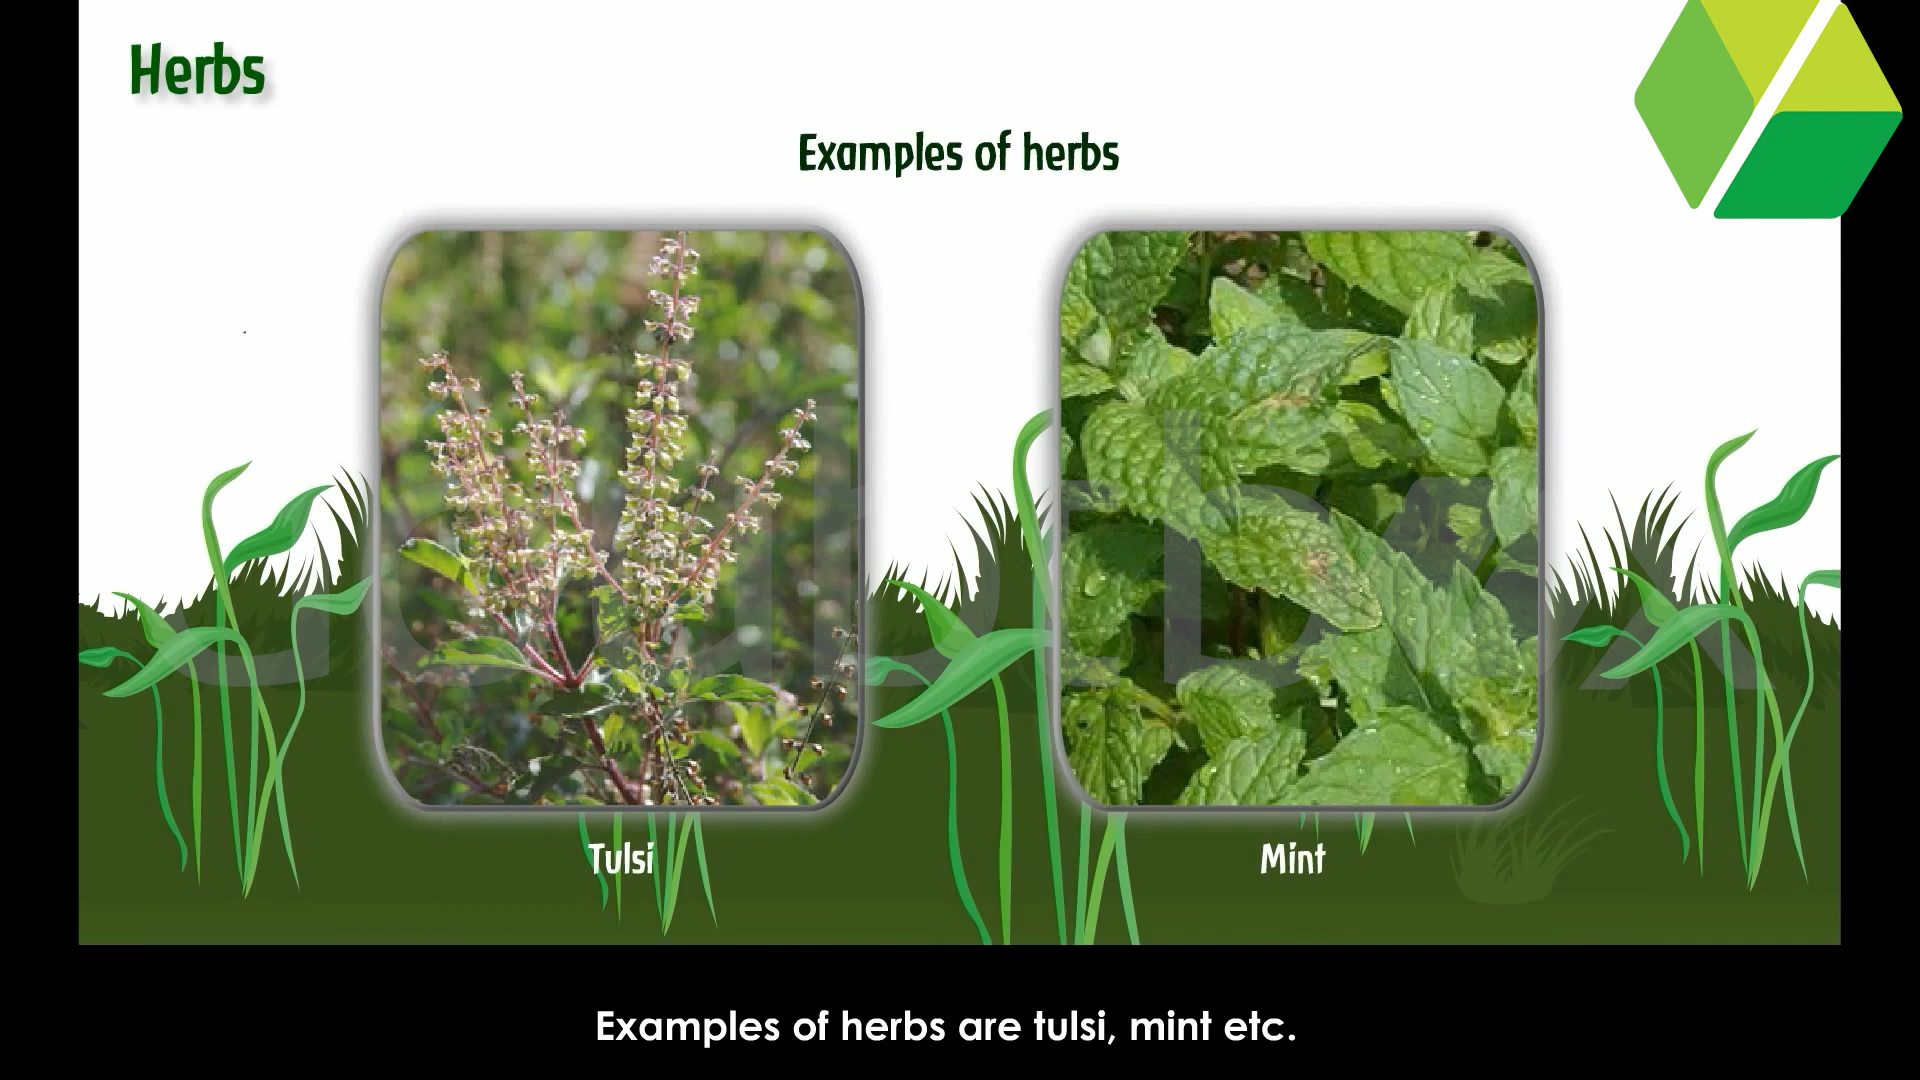 Herbs
Examples of herbs
Tulsi
Mint
Examples of herbs are tulsi, mint etc.